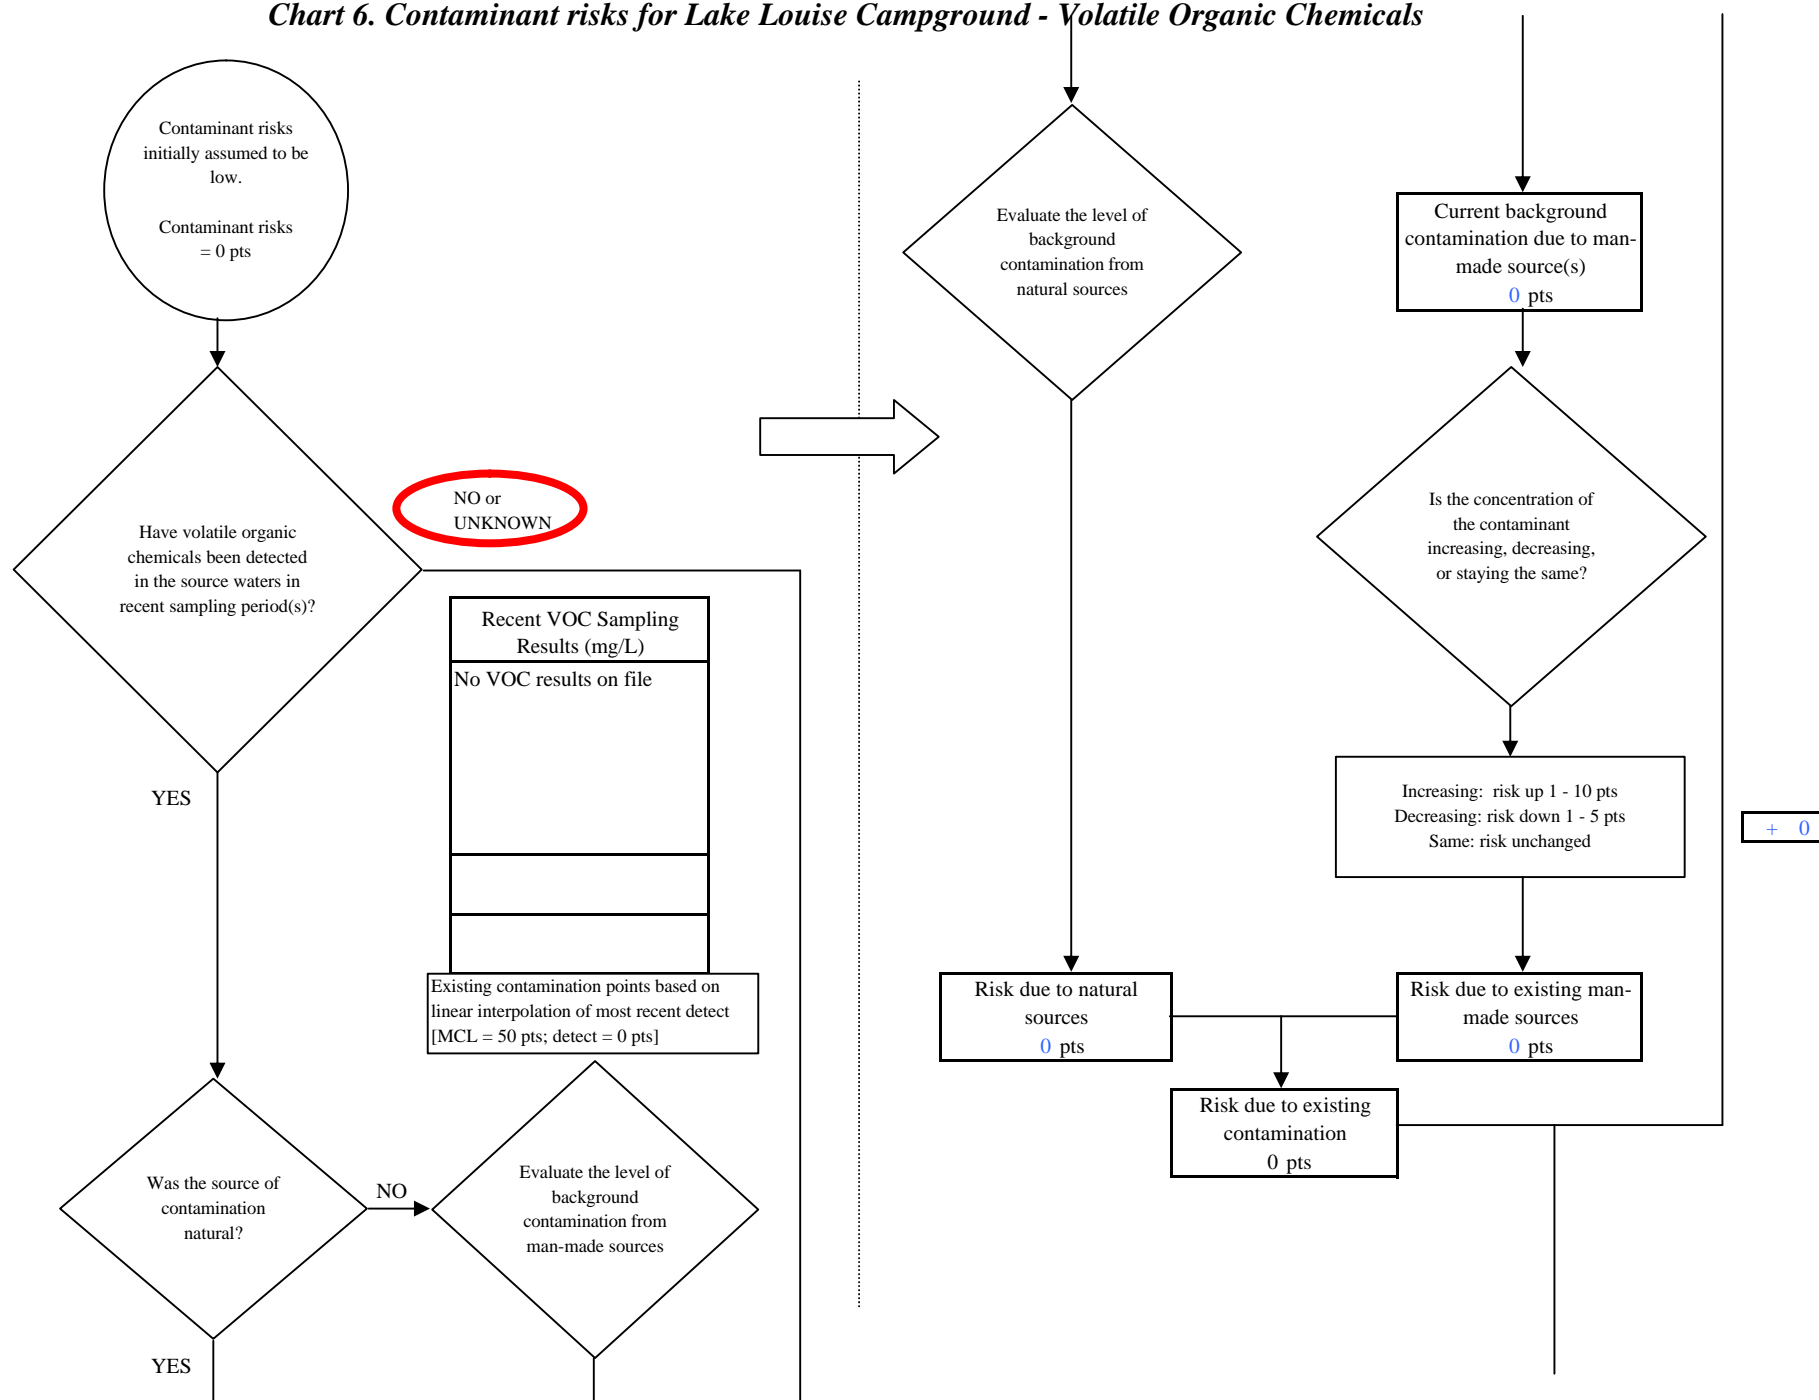 Chart 6. Contaminant risks for Lake Louise Campground - Volatile Organic Chemicals
Contaminant risks
initially assumed to be
low.
Contaminant risks
= 0 pts
Have volatile organic
chemicals been detected
in the source waters in
recent sampling period(s)?
NO or
UNKNOWN
YES
Recent VOC Sampling
Results (mg/L)
No VOC results on file
Existing contamination points based on
linear interpolation of most recent detect
[MCL = 50 pts; detect = 0 pts]
Was the source of
contamination
natural?
NO
Evaluate the level of
background
contamination from
man-made sources
YES
Evaluate the level of
background
contamination from
natural sources
Current background
contamination due to man-
made source(s)
0 pts
Is the concentration of
the contaminant
increasing, decreasing,
or staying the same?
Increasing: risk up 1 - 10 pts
Decreasing: risk down 1 - 5 pts
Same: risk unchanged
+ 0
Risk due to natural
sources
0 pts
Risk due to existing man-
made sources
0 pts
Risk due to existing
contamination
0 pts